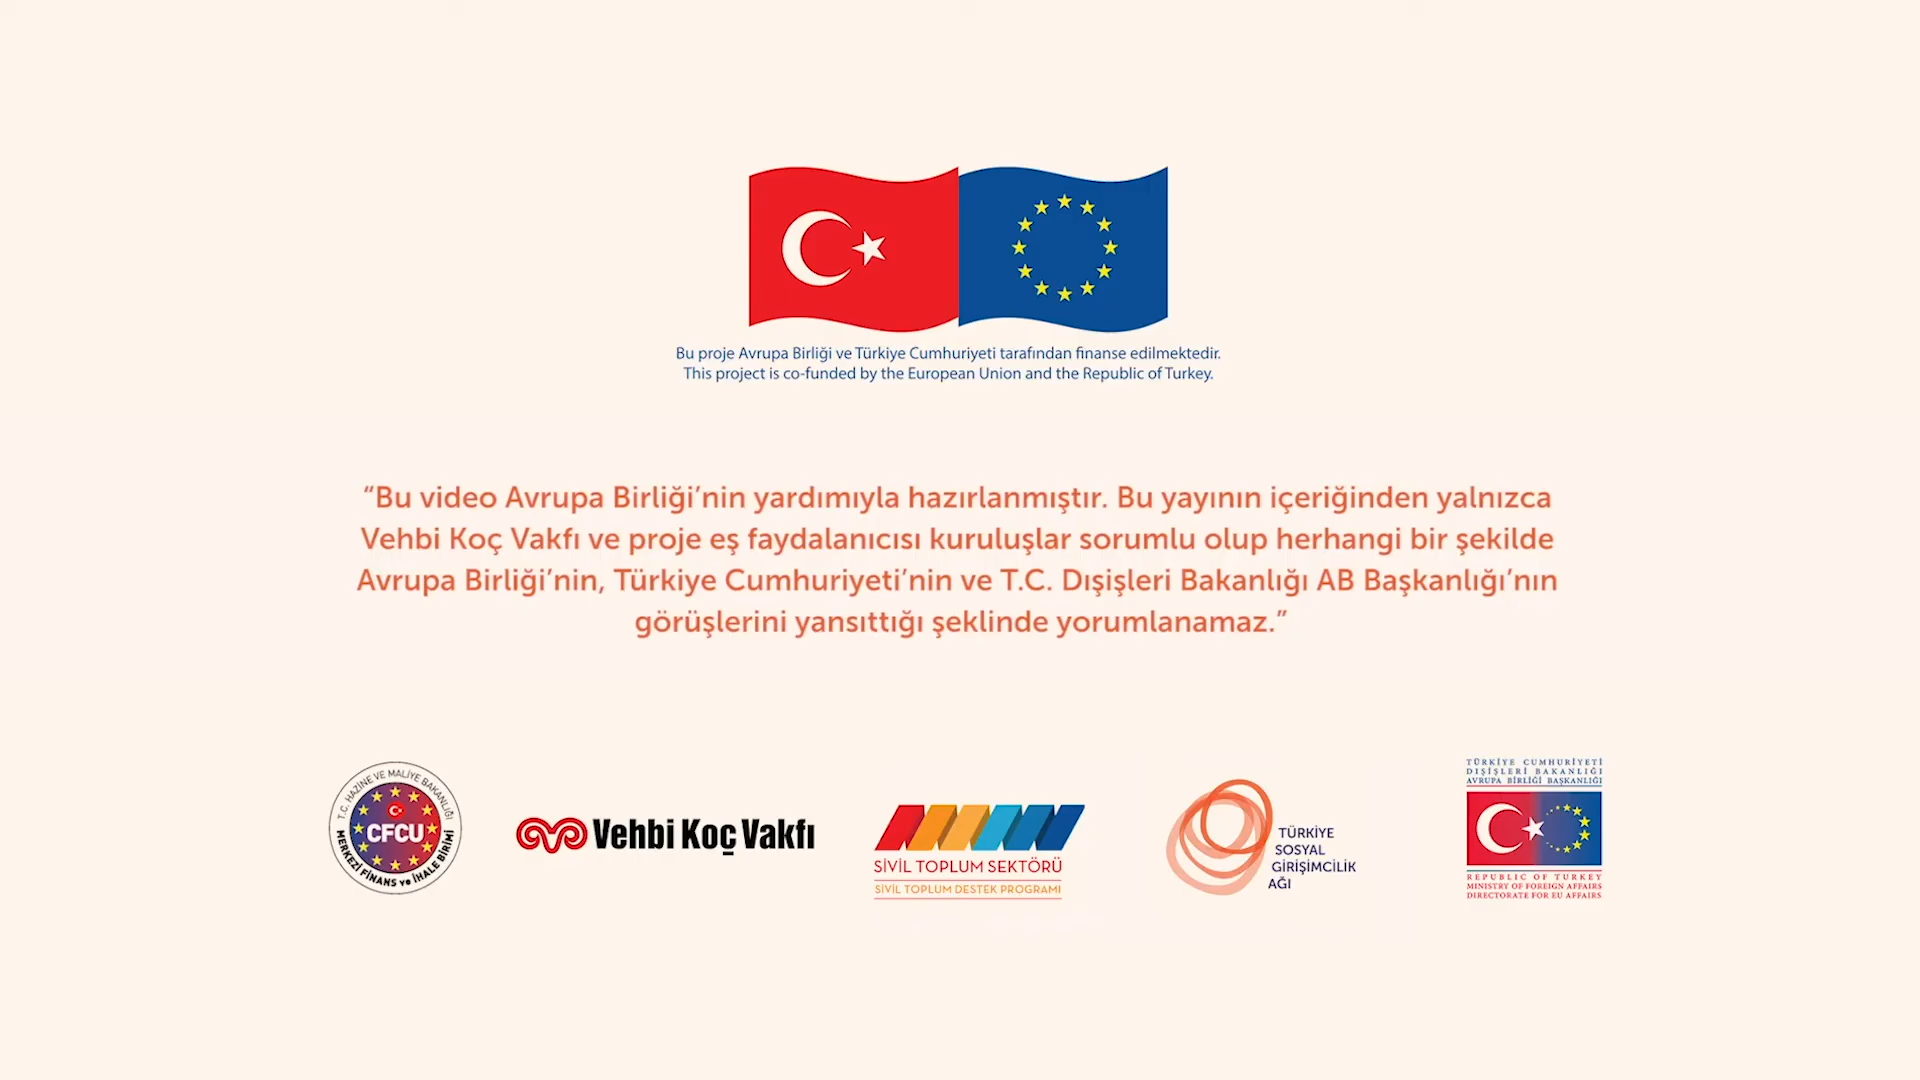 Bu proje Avrupa Birliği ve Türkiye Cumhuriyeti tarafından finanse edilmektedir.
This project is co-funded by the European Union and the Republic of Turkey.
“Bu video Avrupa Birliği’nin yardımıyla hazırlanmıştır. Bu yayının içeriğinden yalnızca
Vehbi Koç Vakfı ve proje eş faydalanıcısı kuruluşlar sorumlu olup herhangi bir şekilde
Avrupa Birliği’nin, Türkiye Cumhuriyeti’nin ve T.C. Dışişleri Bakanlığı AB Başkanlığı’nın
görüşlerini yansıttığı şeklinde yorumlanamaz.”
T.C. HAZİNE VE MALİYE BAKANLIĞI
CFCU
MERKEZİ FİNANS ve İHALE BİRİMİ
Vehbi Koç Vakfı
SİVİL TOPLUM SEKTÖRÜ
SİVİL TOPLUM DESTEK PROGRAMI
TÜRKİYE
SOSYAL
GİRİŞİMCİLİK
AĞI
TÜRKİYE CUMHURİYETİ
DIŞİŞLERİ BAKANLIĞI
AVRUPA BİRLİĞİ BAŞKANLIĞI
REPUBLIC OF TURKEY
MINISTRY OF FOREIGN AFFAIRS
DIRECTORATE FOR EU AFFAIRS